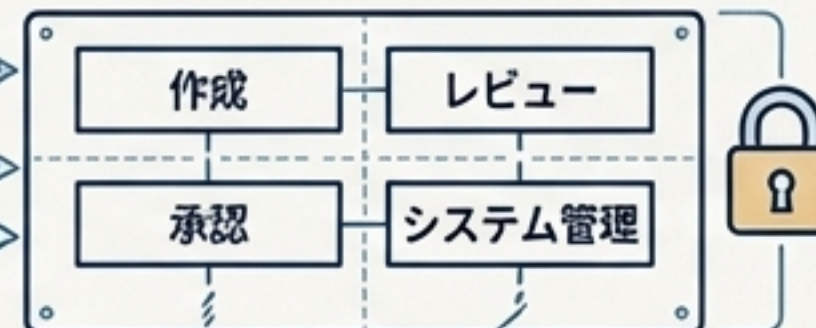 作成
レビュー
承認
システム管理